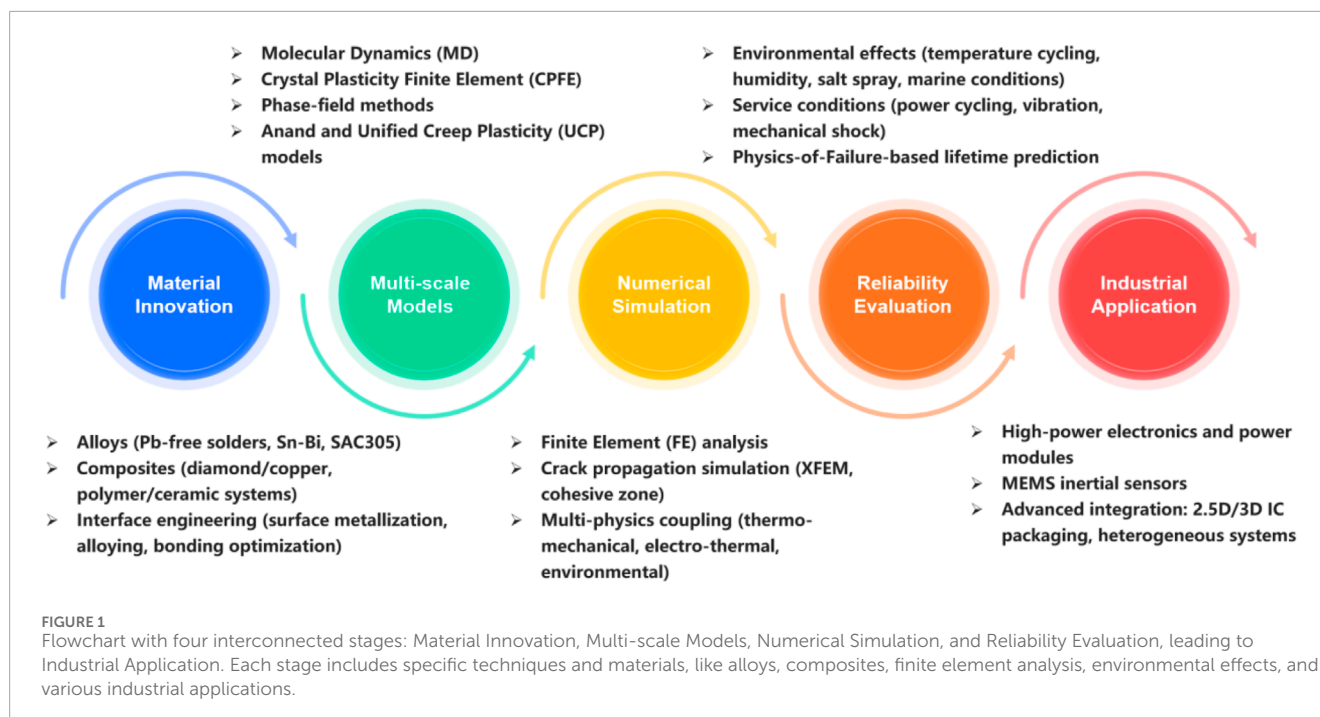 ➢ Molecular Dynamics (MD)
➢ Crystal Plasticity Finite Element (CPFE)
➢ Phase-field methods
➢ Anand and Unified Creep Plasticity (UCP)
models
➢ Environmental effects (temperature cycling,
humidity, salt spray, marine conditions)
➢ Service conditions (power cycling, vibration,
mechanical shock)
➢ Physics-of-Failure-based lifetime prediction
Material
Innovation
Multi-scale
Models
Numerical
Simulation
Reliability
Evaluation
Industrial
Application
➢ Alloys (Pb-free solders, Sn-Bi, SAC305)
➢ Composites (diamond/copper,
polymer/ceramic systems)
➢ Interface engineering (surface metallization,
alloying, bonding optimization)
➢ Finite Element (FE) analysis
➢ Crack propagation simulation (XFEM,
cohesive zone)
➢ Multi-physics coupling (thermo-
mechanical, electro-thermal,
environmental)
➢ High-power electronics and power
modules
➢ MEMS inertial sensors
➢ Advanced integration: 2.5D/3D IC
packaging, heterogeneous systems
FIGURE 1
Flowchart with four interconnected stages: Material Innovation, Multi-scale Models, Numerical Simulation, and Reliability Evaluation, leading to
Industrial Application. Each stage includes specific techniques and materials, like alloys, composites, finite element analysis, environmental effects, and
various industrial applications.